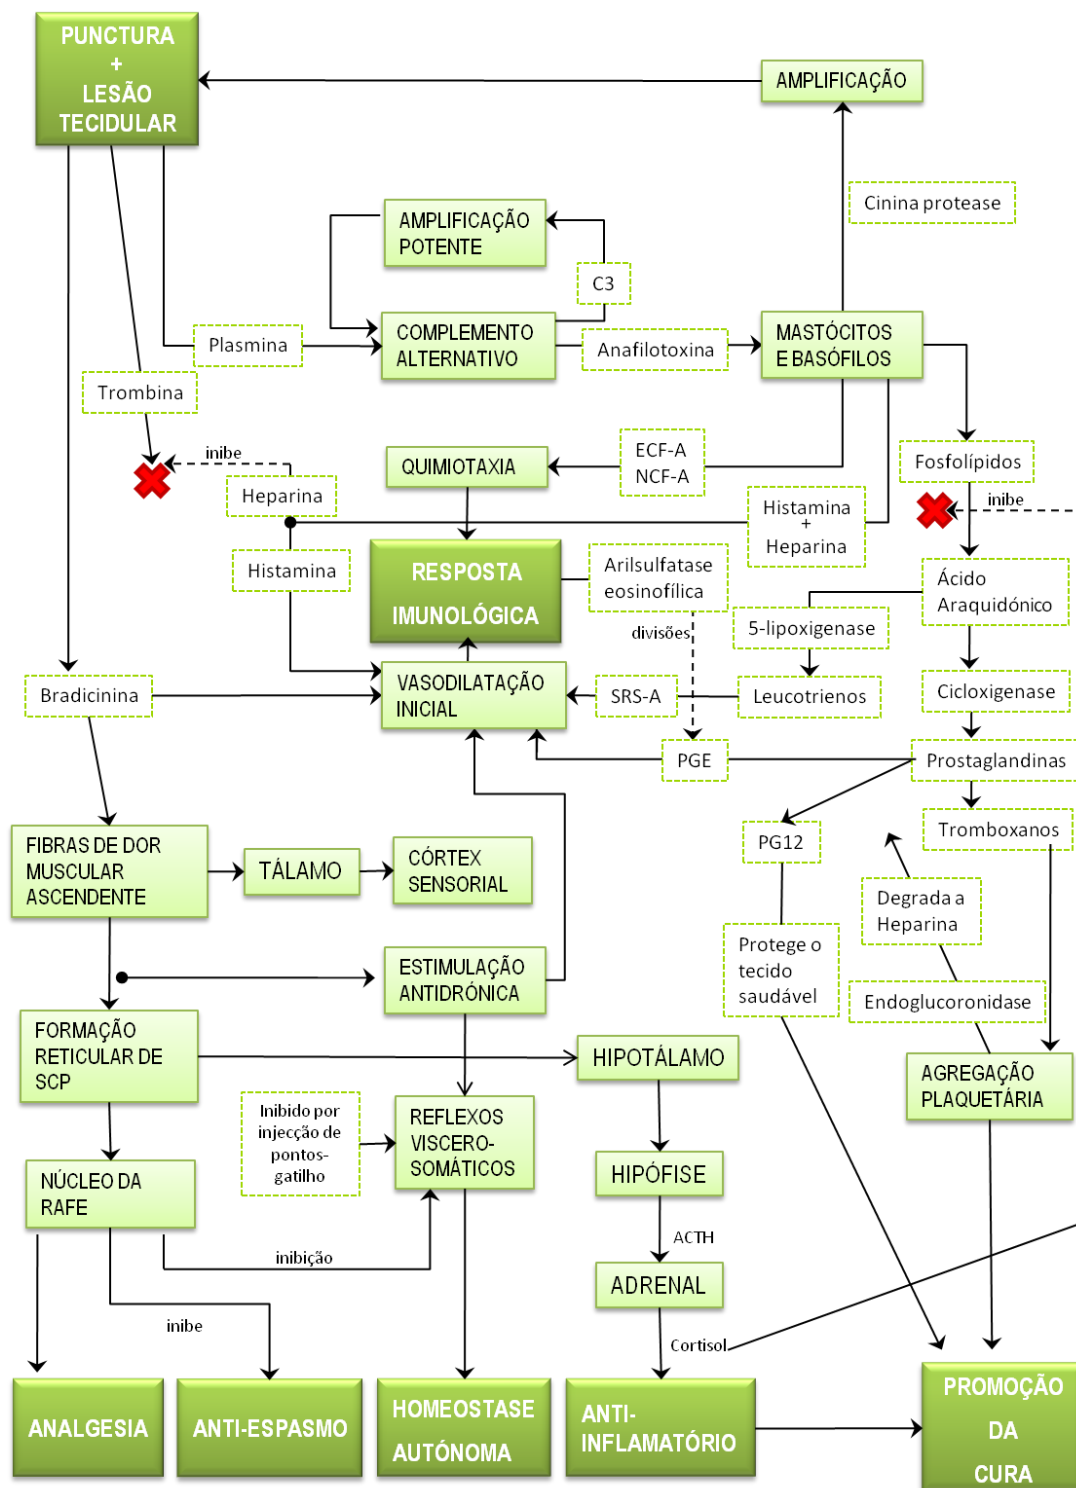 PUNCTURA
+
LESÃO
TECIDULAR
AMPLIFICAÇÃO
Cinina protease
AMPLIFICAÇÃO
POTENTE
C3
COMPLEMENTO
ALTERNATIVO
Plasmina
Anafilotoxina
MASTÓCITOS
E BASÓFILOS
Trombina
inibe
Heparina
QUIMIOTAXIA
ECF-A
NCF-A
Fosfolípidos
inibe
Histamina
+
Heparina
Histamina
RESPOSTA
IMUNOLÓGICA
Arilsulfatase
eosinofílica
divisões
Ácido
Araquidónico
5-lipoxigenase
Bradicinina
VASODILATAÇÃO
INICIAL
SRS-A
Leucotrienos
Cicloxigenase
PGE
Prostaglandinas
PG12
Tromboxanos
FIBRAS DE DOR
MUSCULAR
ASCENDENTE
TÁLAMO
CÓRTEX
SENSORIAL
Degrada a
Heparina
Protege o
tecido
saudável
ESTIMULAÇÃO
ANTIDRÓNICA
Endoglucoronidase
FORMAÇÃO
RETICULAR DE
SCP
HIPOTÁLAMO
AGREGAÇÃO
PLAQUETÁRIA
Inibido por
injecção de
pontos-
gatilho
REFLEXOS
VISCERO-
SOMÁTICOS
HIPÓFISE
NÚCLEO DA
RAFE
ACTH
inibição
ADRENAL
inibe
Cortisol
ANALGESIA
ANTI-ESPASMO
HOMEOSTASE
AUTÓNOMA
ANTI-
INFLAMATÓRIO
PROMOÇÃO
DA
CURA